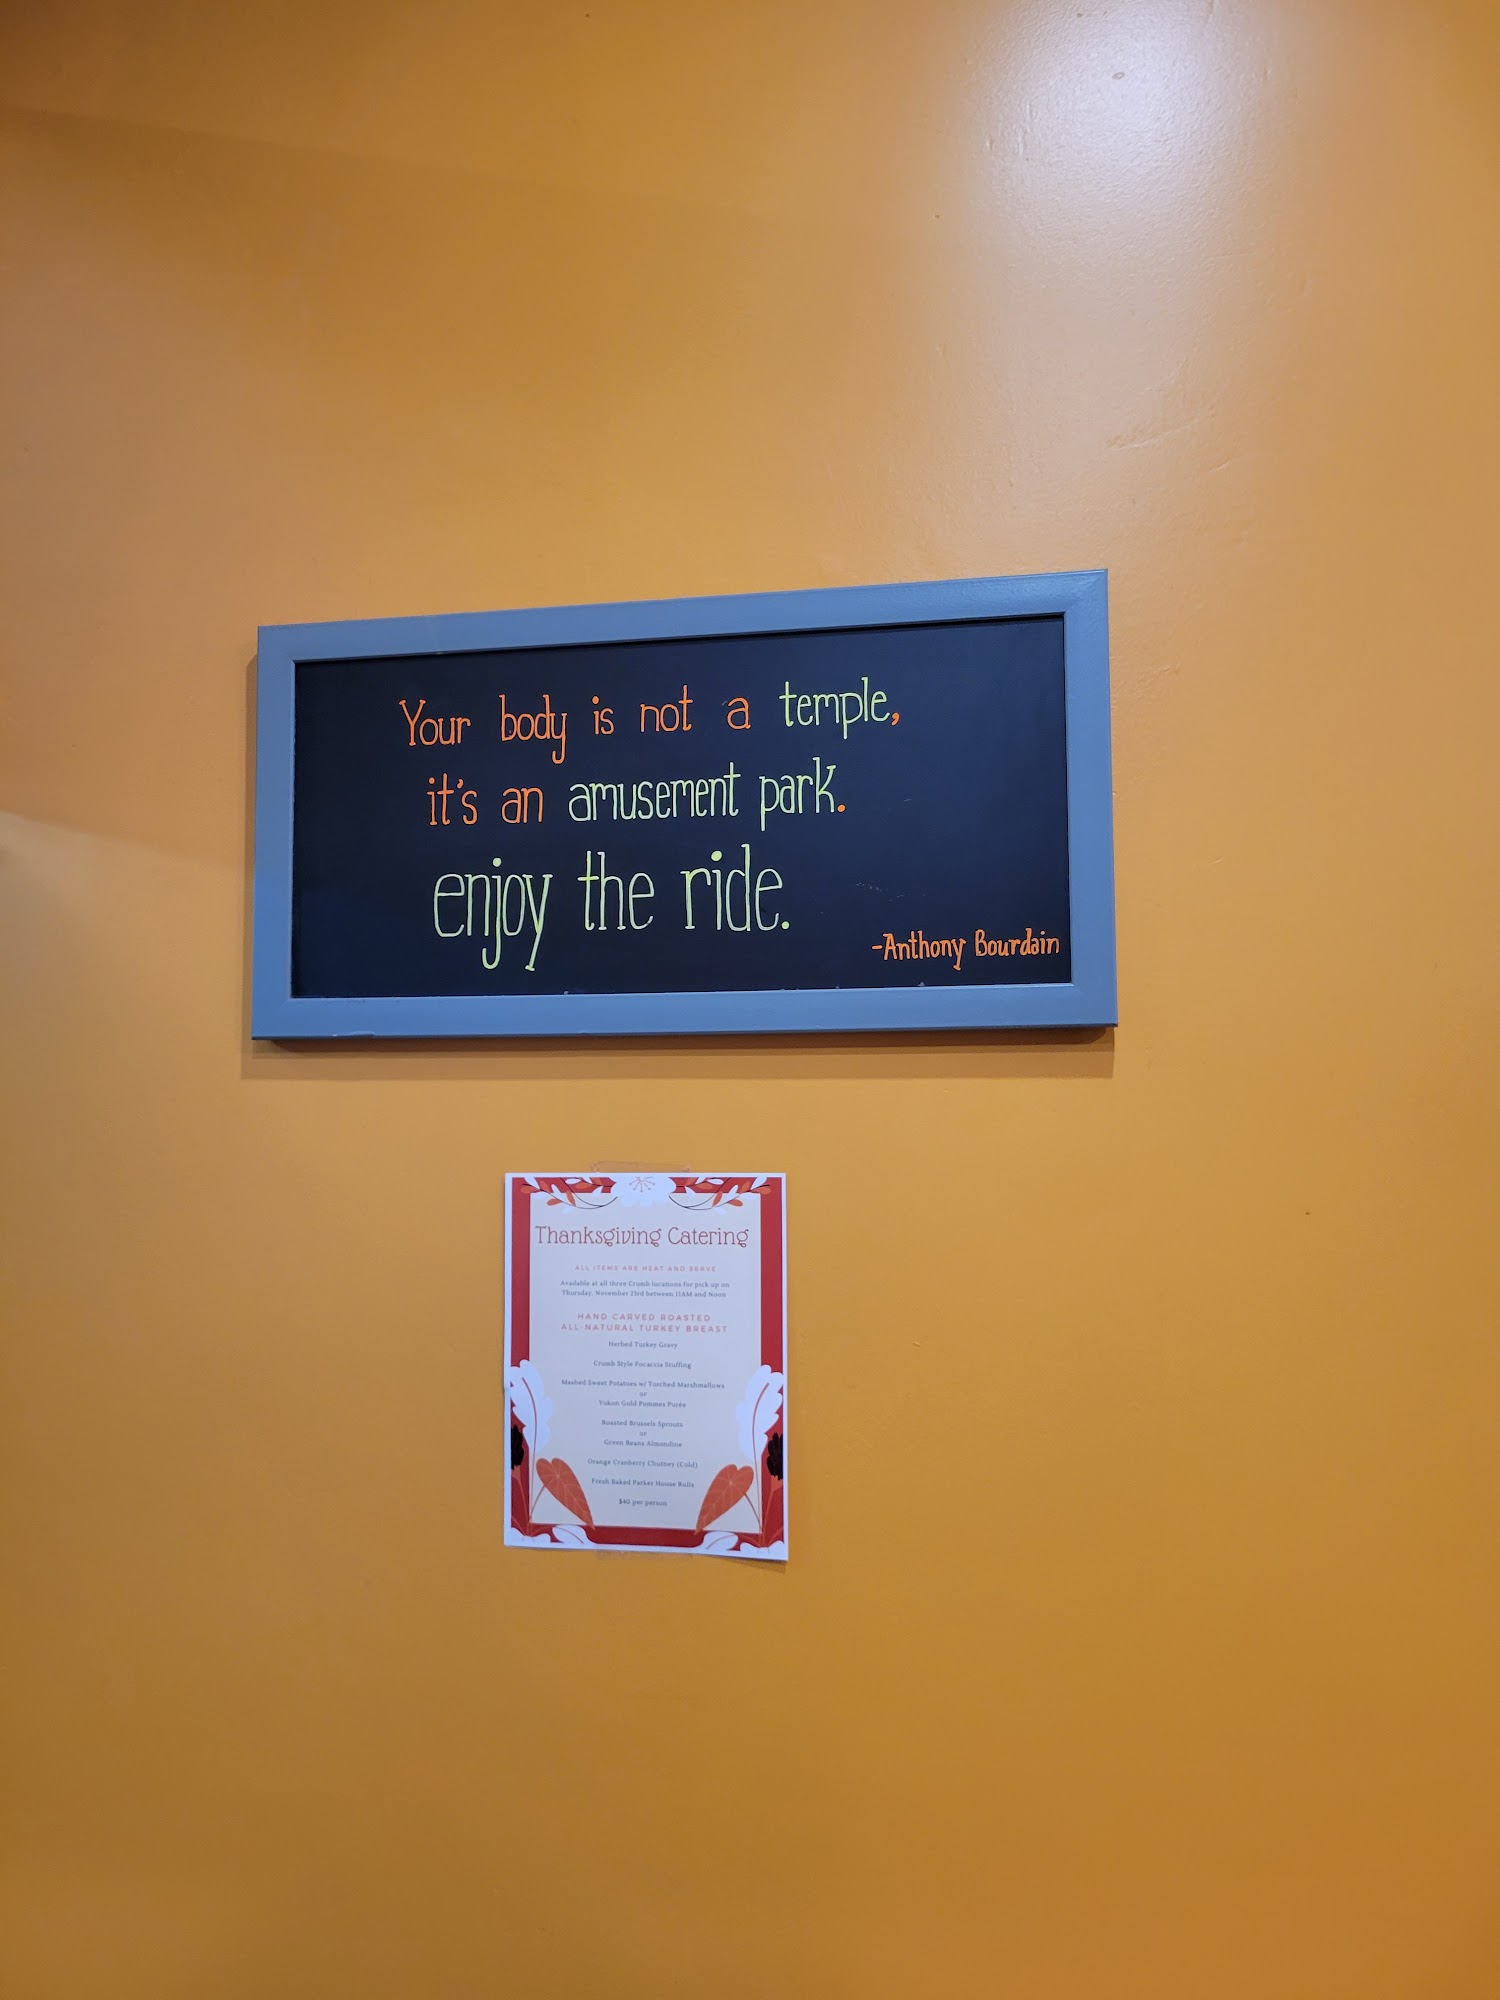 Your body is not a temple,
it's an amusement park.
enjoy the ride.
-Anthony Bourdain
Thanksgiving Catering
ALL ITEMS ARE HEAT AND SERVE
Available at all three Crumb locations for pick up on
Thursday, November 23rd between 11AM and Noon
HAND CARVED ROASTED
ALL-NATURAL TURKEY BREAST
Herbed Turkey Gravy
Crumb Style Focaccia Stuffing
Mashed Sweet Potatoes w/ Torched Marshmallows
or
Yukon Gold Pommes Purée
Roasted Brussels Sprouts
or
Green Beans Almondine
Orange Cranberry Chutney (Cold)
Fresh Baked Parker House Rolls
$40 per person